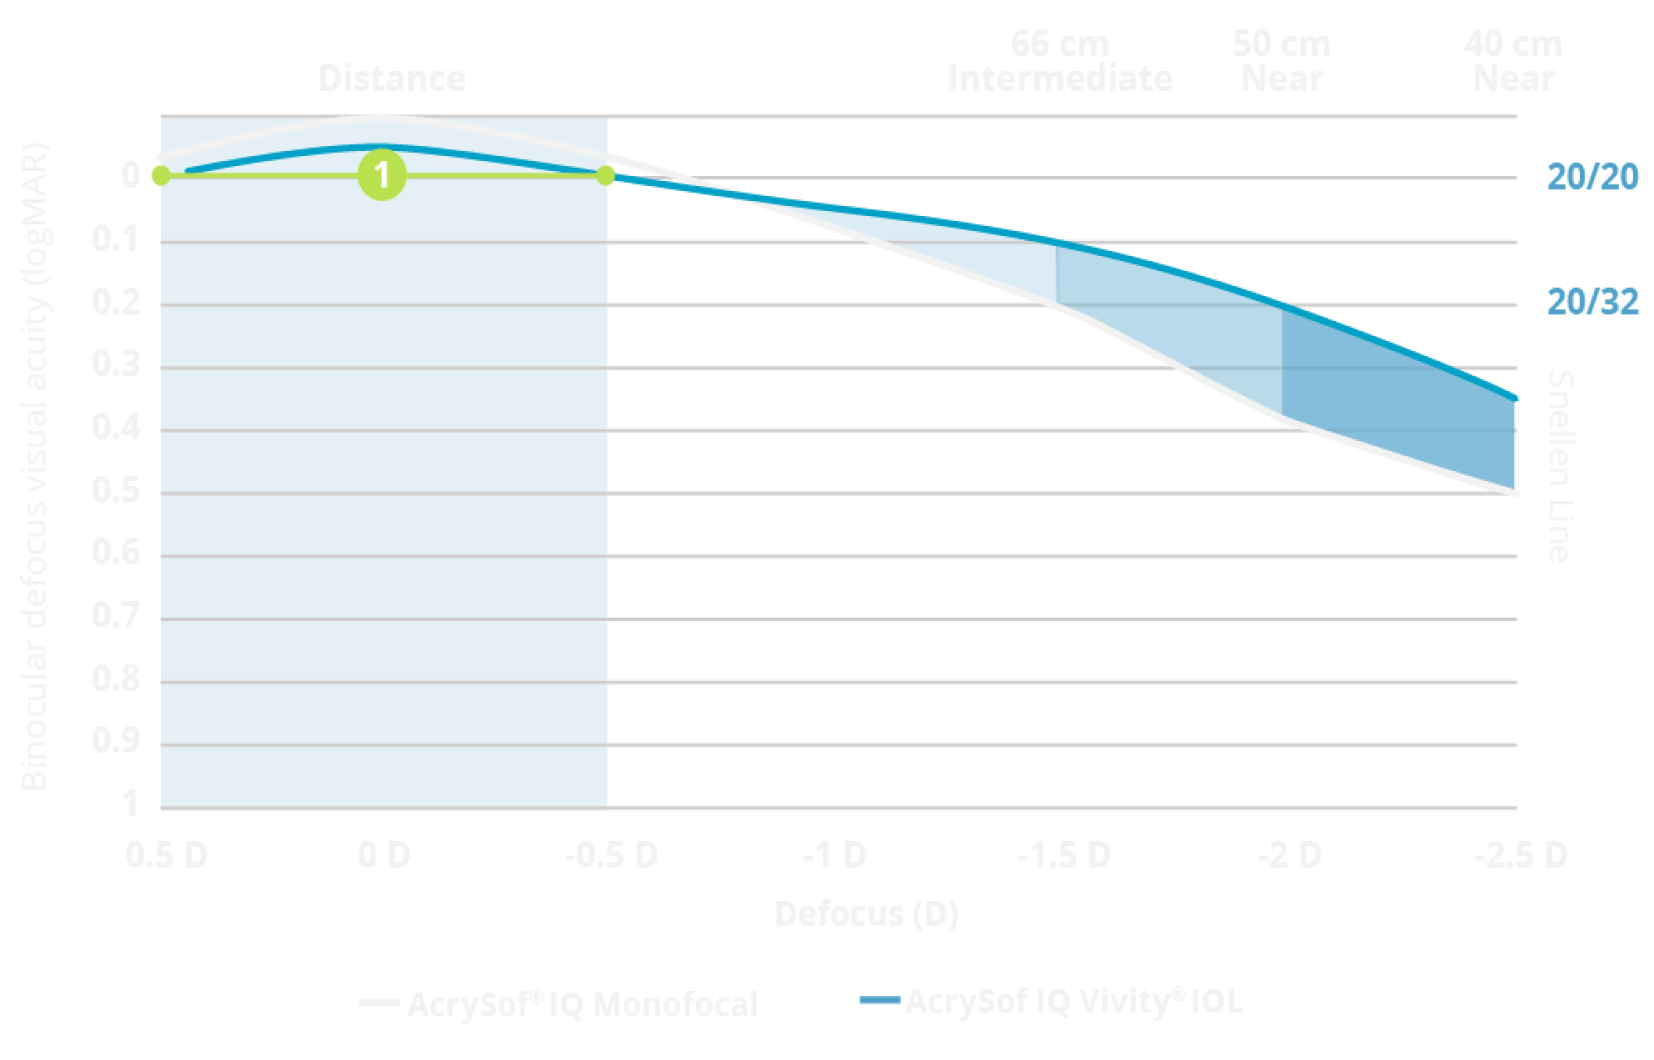 66 cm
Intermediate
50 cm
Near
40 cm
Near
Distance
Binocular defocus visual acuity (logMAR)
0
0.1
0.2
0.3
0.4
0.5
0.6
0.7
0.8
0.9
1
1
20/20
20/32
Snellen Line
0.5 D
0 D
-0.5 D
-1 D
-1.5 D
-2 D
-2.5 D
Defocus (D)
AcrySof® IQ Monofocal
AcrySof IQ Vivity® IOL